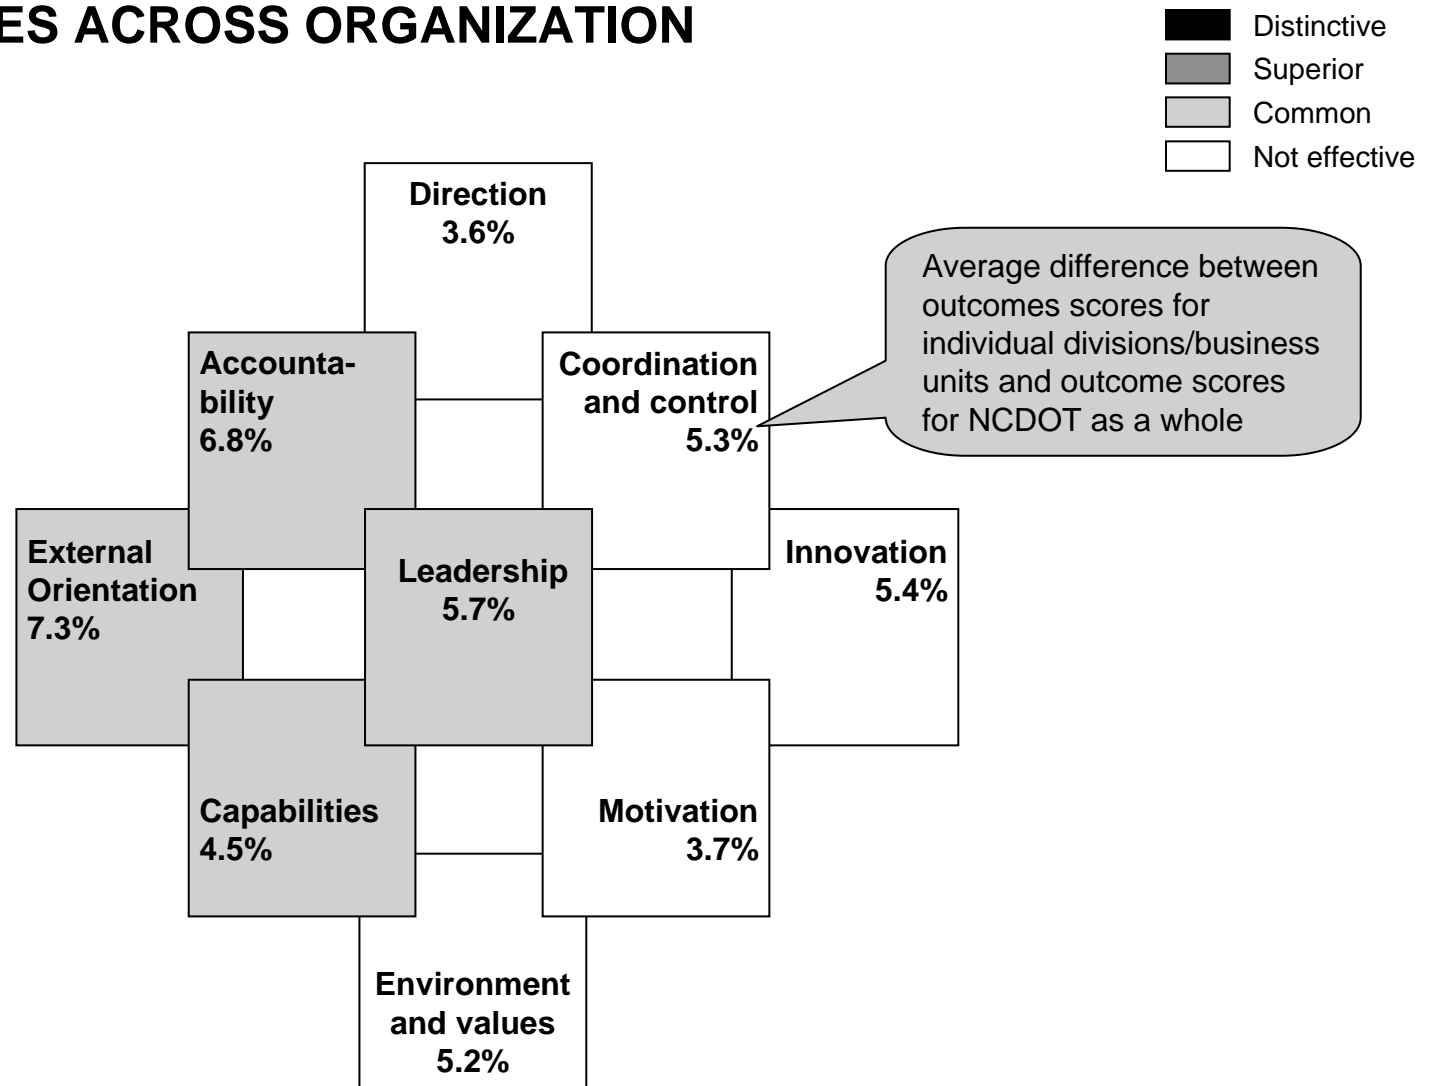 ES ACROSS ORGANIZATION
Distinctive
Superior
Common
Not effective
Direction
3.6%
Average difference between
outcomes scores for
individual divisions/business
units and outcome scores
for NCDOT as a whole
Accounta-
bility
6.8%
Coordination
and control
5.3%
External
Orientation
7.3%
Leadership
5.7%
Innovation
5.4%
Capabilities
4.5%
Motivation
3.7%
Environment
and values
5.2%